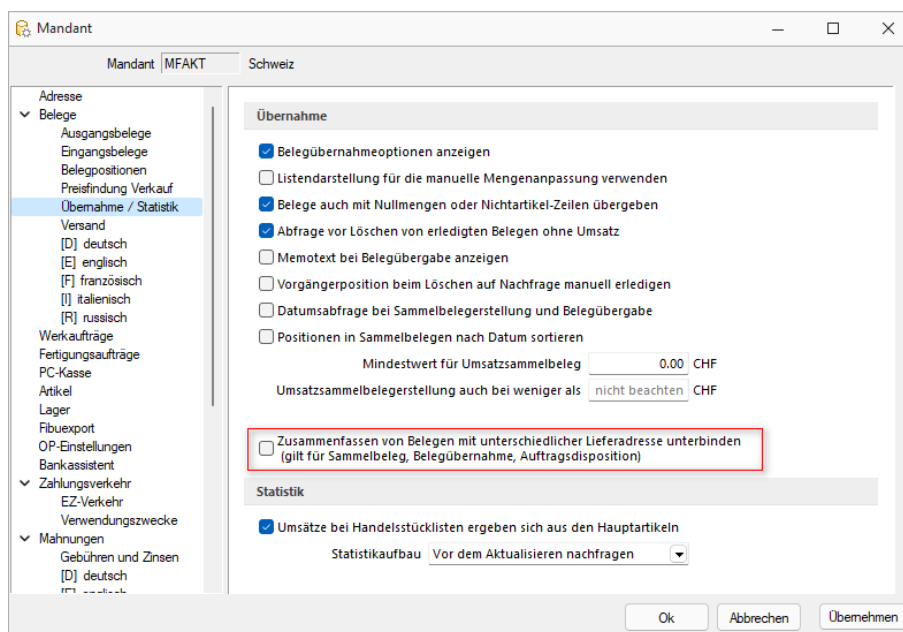 Mandant
Mandant MFAKT Schweiz
Adresse
Belege
Ausgangsbelege
Eingangsbelege
Belegpositionen
Preisfindung Verkauf
Übernahme / Statistik
Versand
[D] deutsch
[E] englisch
[F] französisch
[I] italienisch
[R] russisch
Werkaufträge
Fertigungsaufträge
PC-Kasse
Artikel
Lager
Fibuexport
OP-Einstellungen
Bankassistent
Zahlungsverkehr
EZ-Verkehr
Verwendungszwecke
Mahnungen
Gebühren und Zinsen
[D] deutsch
[E] englisch
Übernahme
Belegübernahmeoptionen anzeigen
Listendarstellung für die manuelle Mengenanpassung verwenden
Belege auch mit Nullmengen oder Nichtartikel-Zeilen übergeben
Abfrage vor Löschen von erledigten Belegen ohne Umsatz
Memotext bei Belegübergabe anzeigen
Vorgängerposition beim Löschen auf Nachfrage manuell erledigen
Datumsabfrage bei Sammelbelegerstellung und Belegübergabe
Positionen in Sammelbelegen nach Datum sortieren
Mindestwert für Umsatzsammelbeleg 0.00 CHF
Umsatzsammelbelegerstellung auch bei weniger als nicht beachten CHF
Zusammenfassen von Belegen mit unterschiedlicher Lieferadresse unterbinden
(gilt für Sammelbeleg, Belegübernahme, Auftragsdisposition)
Statistik
Umsätze bei Handelsstücklisten ergeben sich aus den Hauptartikeln
Statistikaufbau Vor dem Aktualisieren nachfragen
Ok Abbrechen Übernehmen